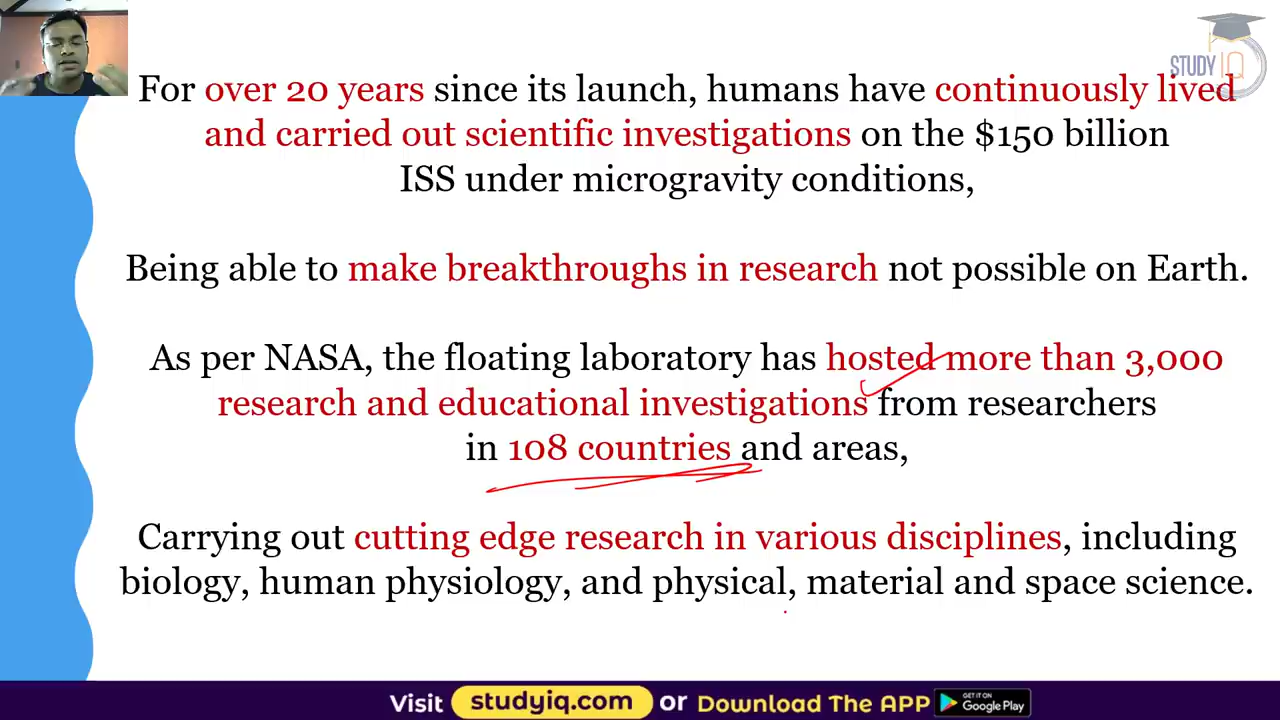 STUDY IQ
For over 20 years since its launch, humans have continuously lived
and carried out scientific investigations on the $150 billion
ISS under microgravity conditions,
Being able to make breakthroughs in research not possible on Earth.
As per NASA, the floating laboratory has hosted more than 3,000
research and educational investigations from researchers
in 108 countries and areas,
Carrying out cutting edge research in various disciplines, including
biology, human physiology, and physical, material and space science.
Visit studyiq.com or Download The APP GET IT ON Google Play